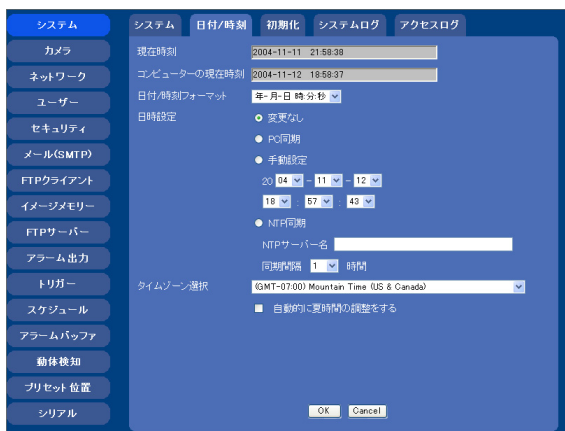 システム
カメラ
ネットワーク
ユーザー
セキュリティ
メール(SMTP)
FTPクライアント
イメージメモリー
FTPサーバー
アラーム出力
トリガー
スケジュール
アラームバッファ
動体検知
プリセット位置
シリアル
システム 日付/時刻 初期化 システムログ アクセスログ
現在時刻 2004-11-11 21:58:38
コンピューターの現在時刻 2004-11-12 18:58:37
日付/時刻フォーマット 年-月-日 時:分:秒
日時設定 変更なし
PC同期
手動設定
20 04 - 11 - 12
18 : 57 : 43
NTP同期
NTPサーバー名
同期間隔 1 時間
タイムゾーン選択 (GMT-07:00) Mountain Time (US & Canada)
自動的に夏時間の調整をする
OK Cancel